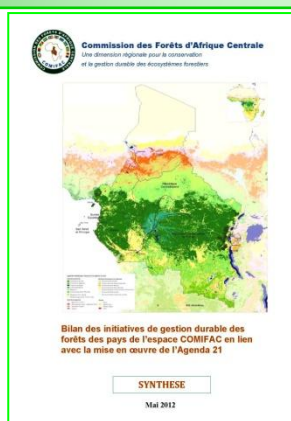 Commission des Forêts d'Afrique Centrale
Une dimension régionale pour la conservation
et la gestion durable des écosystèmes forestiers
COMIFAC
Bilan des initiatives de gestion durable des
forêts des pays de l'espace COMIFAC en lien
avec la mise en œuvre de l'Agenda 21
SYNTHESE
Mai 2012